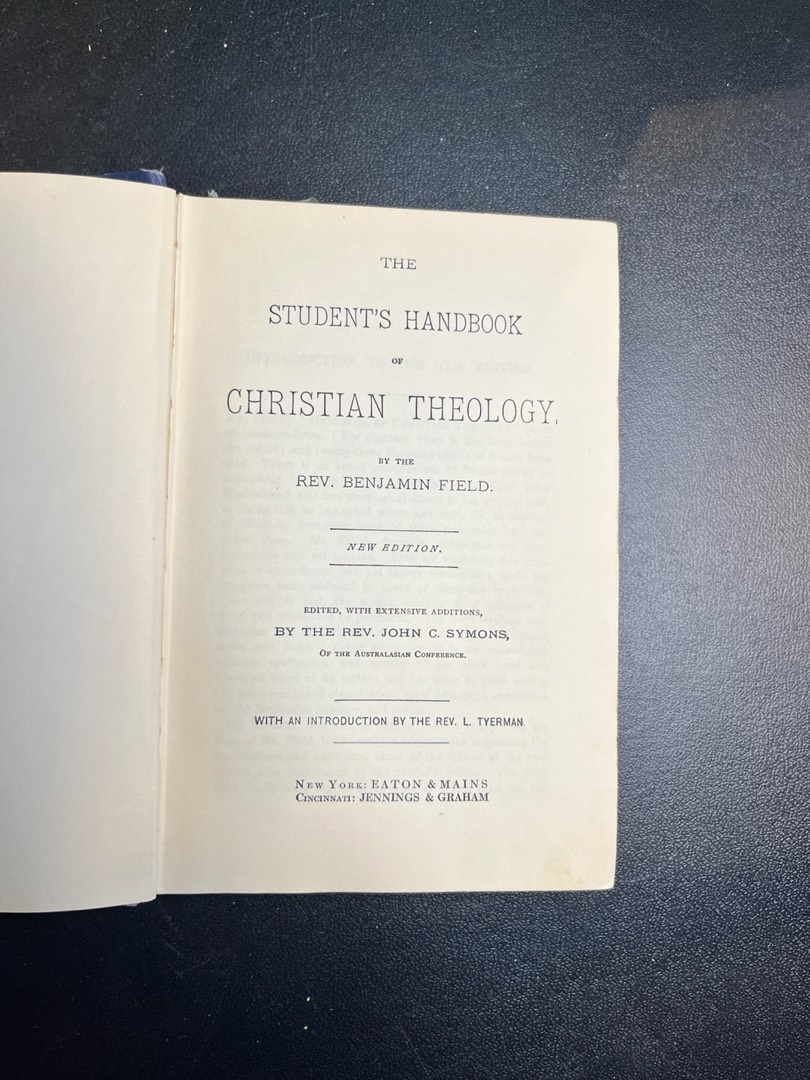 THE
STUDENT'S HANDBOOK
OF
CHRISTIAN THEOLOGY.
BY THE
REV. BENJAMIN FIELD.
NEW EDITION.
EDITED, WITH EXTENSIVE ADDITIONS,
BY THE REV. JOHN C. SYMONS,
OF THE AUSTRALASIAN CONFERENCE.
WITH AN INTRODUCTION BY THE REV. L. TYERMAN
NEW YORK: EATON & MAINS
CINCINNATI: JENNINGS & GRAHAM